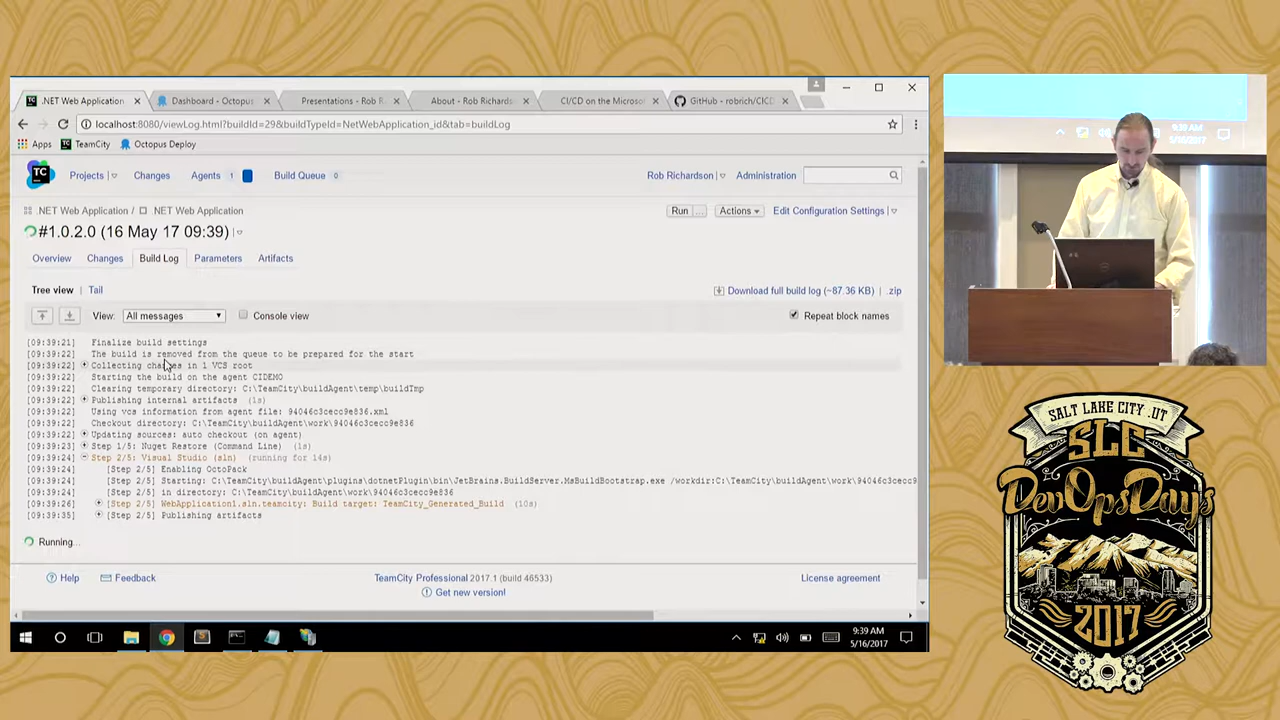 .NET Web Application
Dashboard - Octopus
Presentations - Rob R
About - Rob Richards
CI/CD on the Microso
GitHub - robrich/CICD
localhost:8080/viewLog.html?buildId=29&buildTypeId=NetWebApplication_id&tab=buildLog
Apps TeamCity Octopus Deploy
TC Projects Changes Agents 1 Build Queue 0 Rob Richardson Administration
.NET Web Application / .NET Web Application Run ... Actions Edit Configuration Settings
#1.0.2.0 (16 May 17 09:39)
Overview Changes Build Log Parameters Artifacts
Tree view | Tail Download full build log (~87.36 KB) | .zip
View: All messages Console view Repeat block names
[09:39:21] Finalize build settings
[09:39:22] The build is removed from the queue to be prepared for the start
[09:39:22] Collecting changes in 1 VCS root
[09:39:22] Starting the build on the agent CIDEMO
[09:39:22] Clearing temporary directory: C:\TeamCity\buildAgent\temp\buildTmp
[09:39:22] Publishing internal artifacts (1s)
[09:39:22] Using vcs information from agent file: 94046c3cecc9e836.xml
[09:39:22] Checkout directory: C:\TeamCity\buildAgent\work\94046c3cecc9e836
[09:39:22] Updating sources: auto checkout (on agent)
[09:39:23] Step 1/5: Nuget Restore (Command Line) (1s)
[09:39:24] Step 2/5: Visual Studio (sln) (running for 14s)
[09:39:24] [Step 2/5] Enabling OctoPack
[09:39:24] [Step 2/5] Starting: C:\TeamCity\buildAgent\plugins\dotnetPlugin\bin\JetBrains.BuildServer.MsBuildBootstrap.exe /workdir:C:\TeamCity\buildAgent\work\94046c3cecc9
[09:39:24] [Step 2/5] in directory: C:\TeamCity\buildAgent\work\94046c3cecc9e836
[09:39:26] [Step 2/5] WebApplication1.sln.teamcity: Build target: TeamCity_Generated_Build (10s)
[09:39:35] [Step 2/5] Publishing artifacts
Running...
Help Feedback TeamCity Professional 2017.1 (build 46533) License agreement
Get new version!
9:39 AM
5/16/2017
9:39 AM
5/16/2017
SALT LAKE CITY, UT
SLC
DevOpsDays
2017